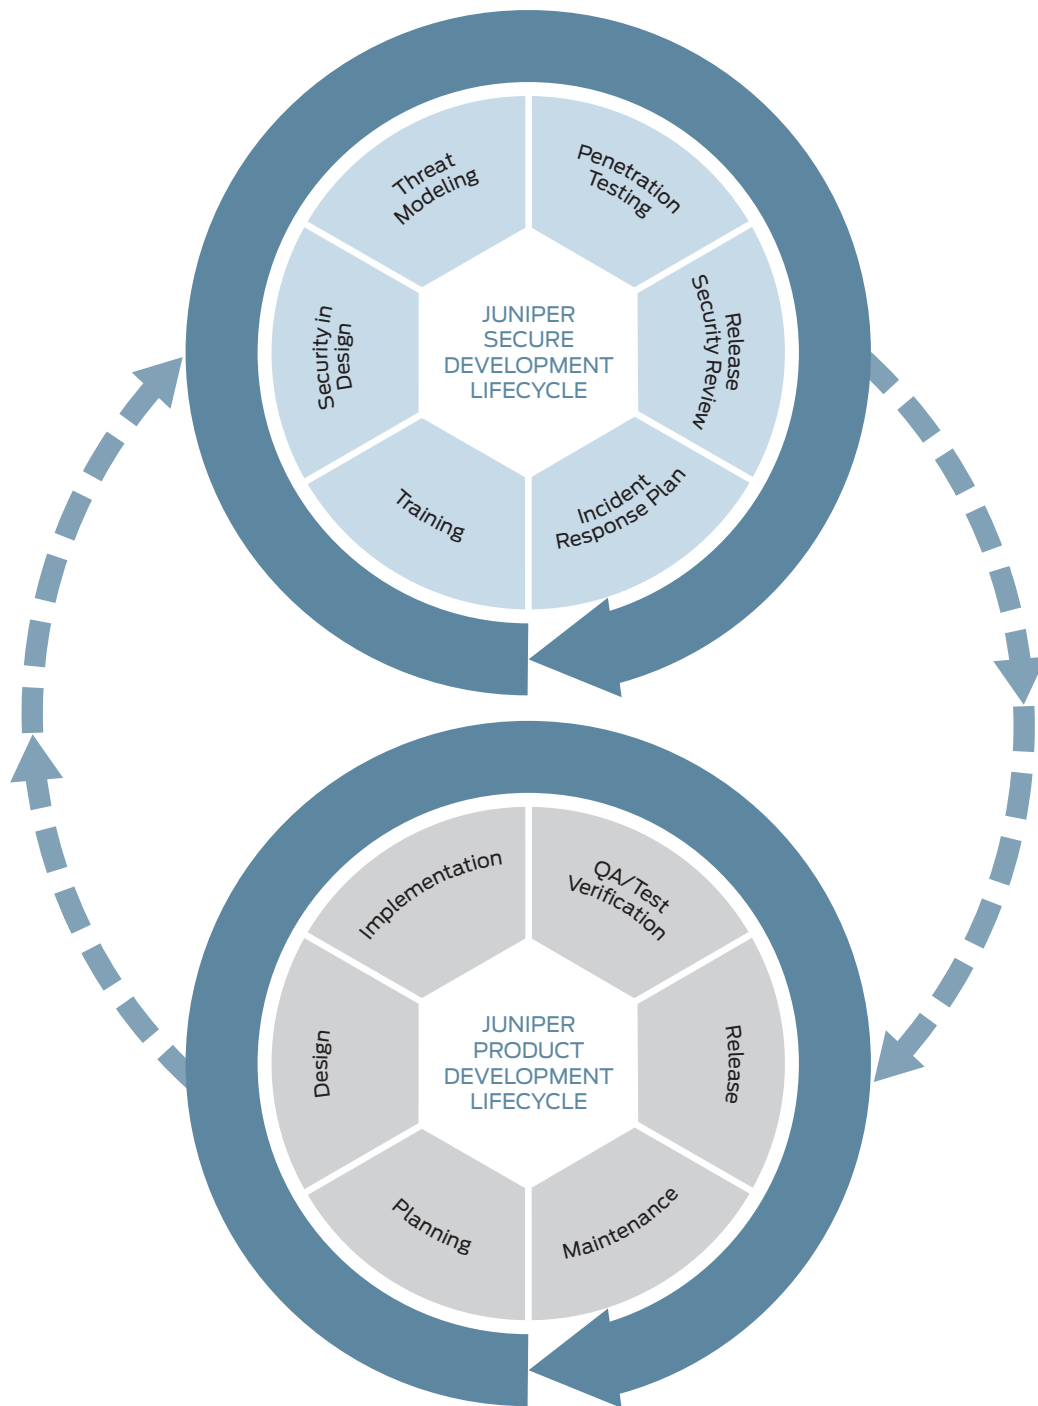 Threat
Modeling
Penetration
Testing
Security in
Design
JUNIPER
SECURE
DEVELOPMENT
LIFECYCLE
Release
Security Review
Training
Incident
Response Plan
Implementation
QA/Test
Verification
Design
JUNIPER
PRODUCT
DEVELOPMENT
LIFECYCLE
Release
Planning
Maintenance